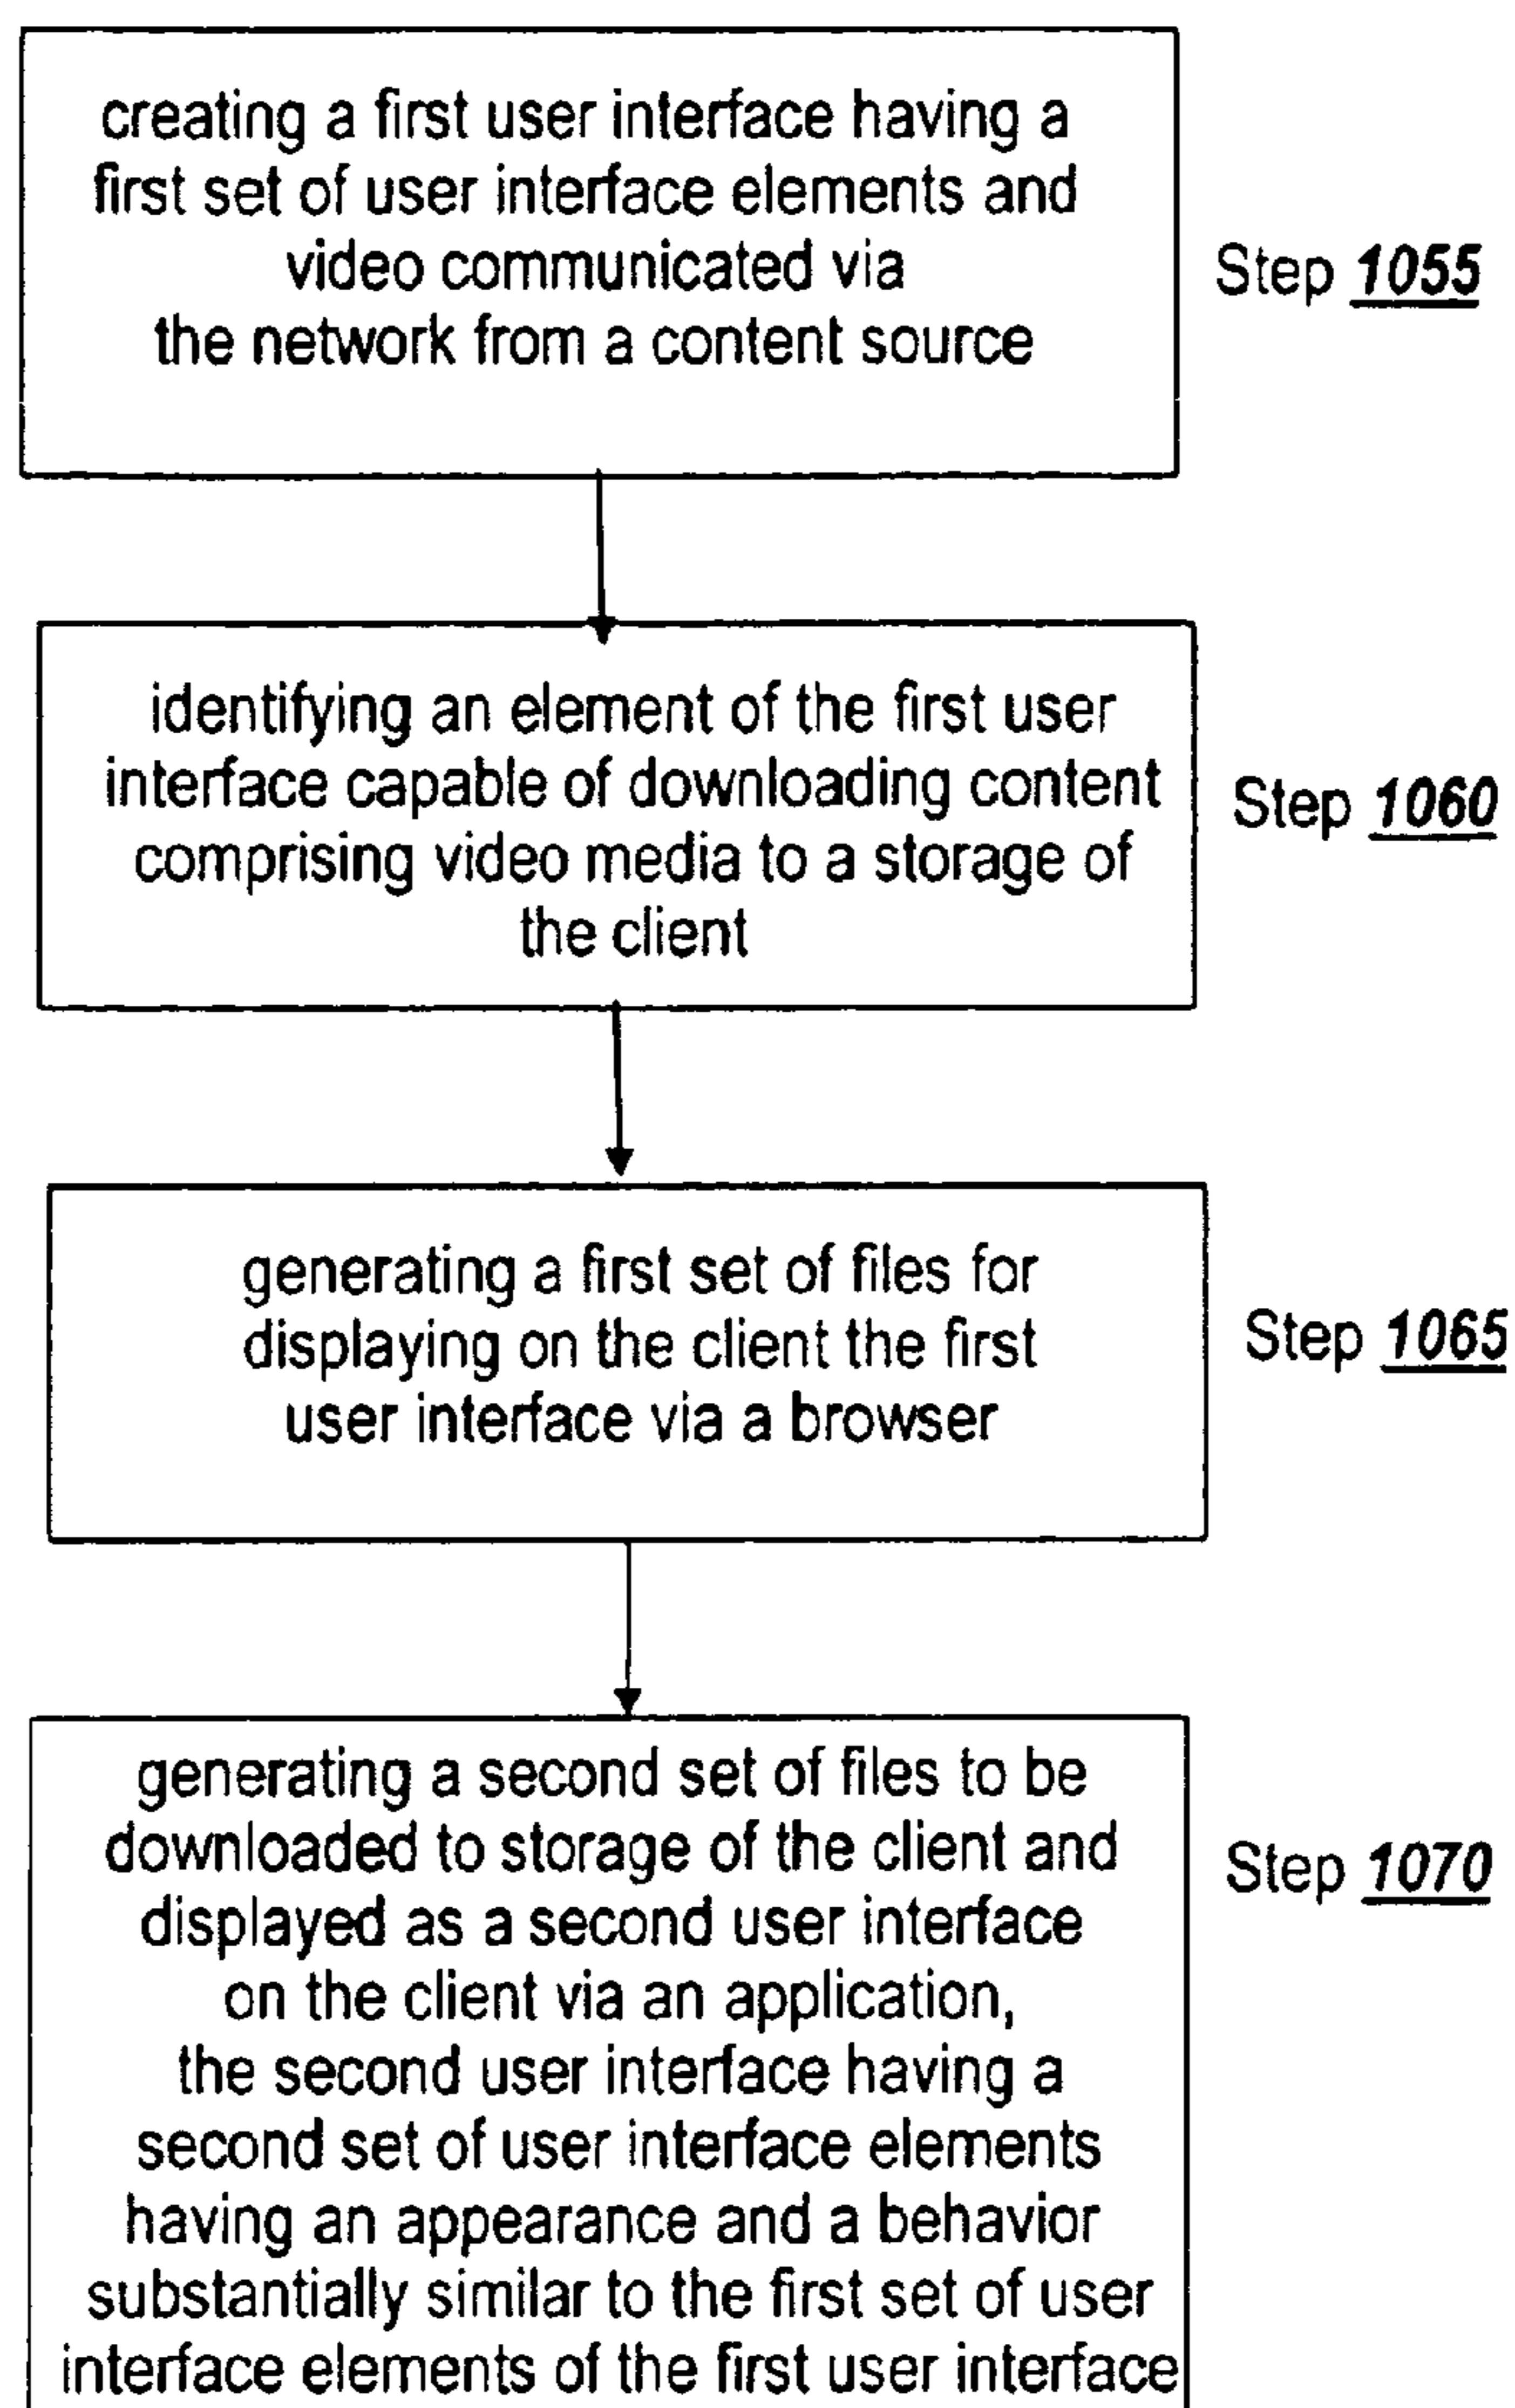 creating a first user interface having a
first set of user interface elements and
video communicated via
the network from a content source
Step 1055
identifying an element of the first user
interface capable of downloading content
comprising video media to a storage of
the client
Step 1060
generating a first set of files for
displaying on the client the first
user interface via a browser
Step 1065
generating a second set of files to be
downloaded to storage of the client and
displayed as a second user interface
on the client via an application,
the second user interface having a
second set of user interface elements
having an appearance and a behavior
substantially similar to the first set of user
interface elements of the first user interface
Step 1070